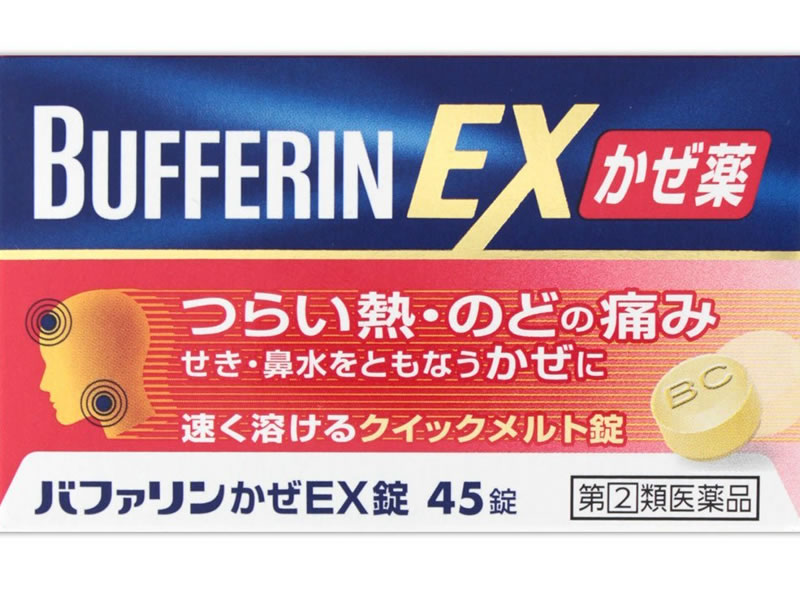 BUFFERIN EX かぜ薬
つらい熱・のどの痛み
せき・鼻水をともなうかぜに
速く溶けるクイックメルト錠
BC
バファリンかぜEX錠 45錠 第②類医薬品